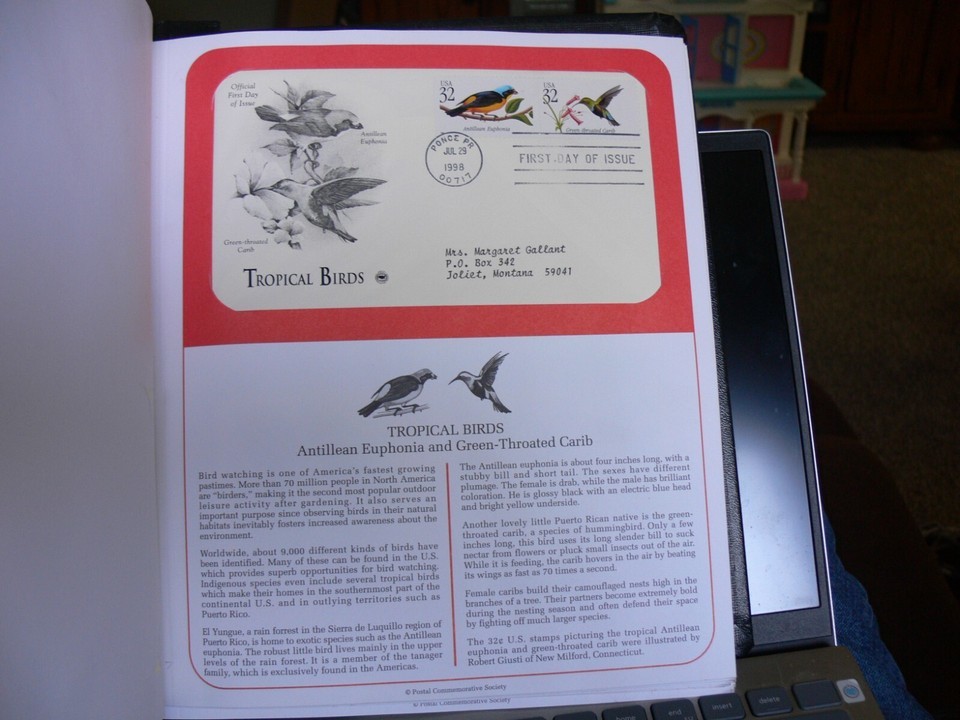 Official
First Day
of Issue
Antillean
Euphonia
Green-throated
Carib
TROPICAL BIRDS
USA
32
Antillean Euphonia
USA
32
Green-throated Carib
PONCE PR
JUL 29
1998
00717
FIRST DAY OF ISSUE
Mrs. Margaret Gallant
P.O. Box 342
Joliet, Montana 59041
TROPICAL BIRDS
Antillean Euphonia and Green-Throated Carib
Bird watching is one of America's fastest growing
pastimes. More than 70 million people in North America
are "birders," making it the second most popular outdoor
leisure activity after gardening. It also serves an
important purpose since observing birds in their natural
habitats inevitably fosters increased awareness about the
environment.
Worldwide, about 9,000 different kinds of birds have
been identified. Many of these can be found in the U.S.
which provides superb opportunities for bird watching.
Indigenous species even include several tropical birds
which make their homes in the southernmost part of the
continental U.S. and in outlying territories such as
Puerto Rico.
El Yungue, a rain forrest in the Sierra de Luquillo region of
Puerto Rico, is home to exotic species such as the Antillean
euphonia. The robust little bird lives mainly in the upper
levels of the rain forest. It is a member of the tanager
family, which is exclusively found in the Americas.
The Antillean euphonia is about four inches long, with a
stubby bill and short tail. The sexes have different
plumage. The female is drab, while the male has brilliant
coloration. He is glossy black with an electric blue head
and bright yellow underside.
Another lovely little Puerto Rican native is the green-
throated carib, a species of hummingbird. Only a few
inches long, this bird uses its long slender bill to suck
nectar from flowers or pluck small insects out of the air.
While it is feeding, the carib hovers in the air by beating
its wings as fast as 70 times a second.
Female caribs build their camouflaged nests high in the
branches of a tree. Their partners become extremely bold
during the nesting season and often defend their space
by fighting off much larger species.
The 32¢ U.S. stamps picturing the tropical Antillean
euphonia and green-throated carib were illustrated by
Robert Giusti of New Milford, Connecticut.
© Postal Commemorative Society
© Postal Commemorative Society
home
end
insert
delete